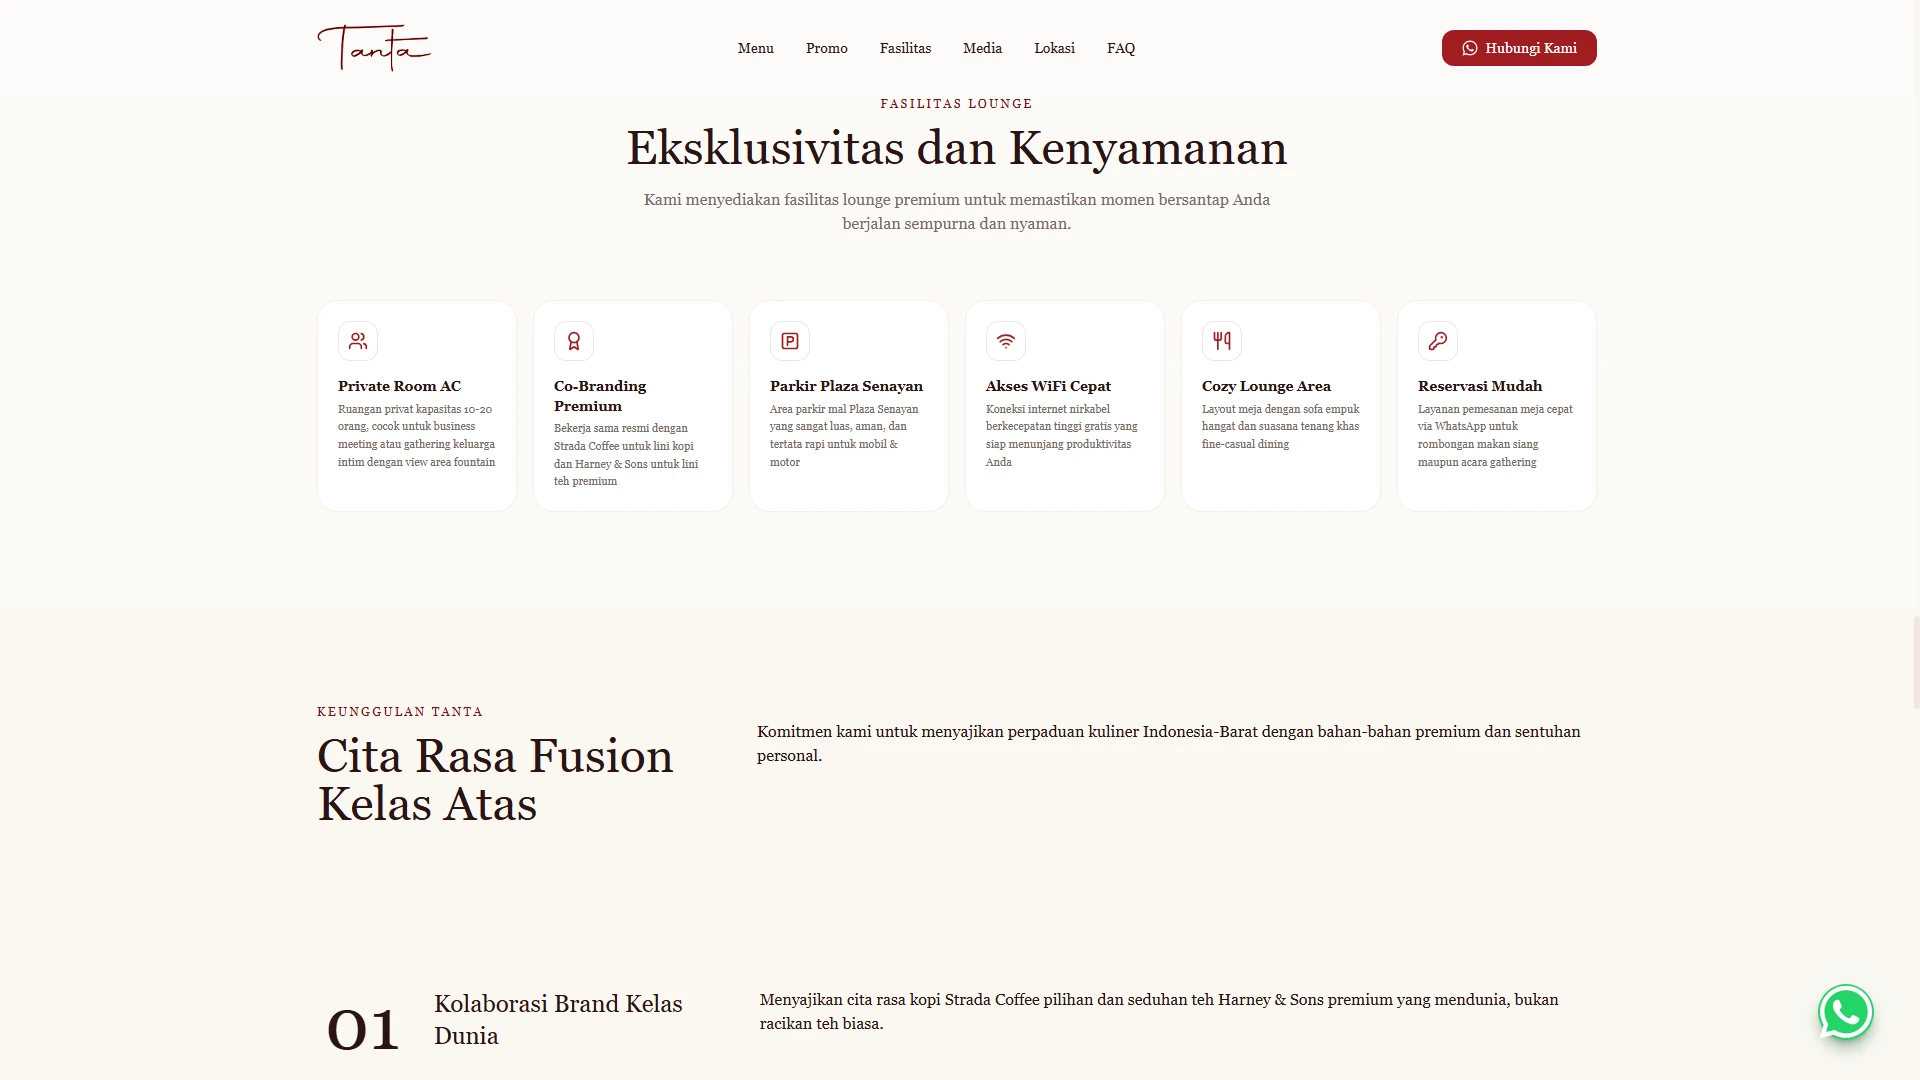 Tanta
Menu
Promo
Fasilitas
Media
Lokasi
FAQ
Hubungi Kami
FASILITAS LOUNGE
Eksklusivitas dan Kenyamanan
Kami menyediakan fasilitas lounge premium untuk memastikan momen bersantap Anda
berjalan sempurna dan nyaman.
Private Room AC
Ruangan privat kapasitas 10-20
orang, cocok untuk business
meeting atau gathering keluarga
intim dengan view area fountain
Co-Branding
Premium
Bekerja sama resmi dengan
Strada Coffee untuk lini kopi
dan Harney & Sons untuk lini
teh premium
Parkir Plaza Senayan
Area parkir mal Plaza Senayan
yang sangat luas, aman, dan
tertata rapi untuk mobil &
motor
Akses WiFi Cepat
Koneksi internet nirkabel
berkecepatan tinggi gratis yang
siap menunjang produktivitas
Anda
Cozy Lounge Area
Layout meja dengan sofa empuk
hangat dan suasana tenang khas
fine-casual dining
Reservasi Mudah
Layanan pemesanan meja cepat
via WhatsApp untuk
rombongan makan siang
maupun acara gathering
KEUNGGULAN TANTA
Cita Rasa Fusion
Kelas Atas
Komitmen kami untuk menyajikan perpaduan kuliner Indonesia-Barat dengan bahan-bahan premium dan sentuhan
personal.
01
Kolaborasi Brand Kelas
Dunia
Menyajikan cita rasa kopi Strada Coffee pilihan dan seduhan teh Harney & Sons premium yang mendunia, bukan
racikan teh biasa.